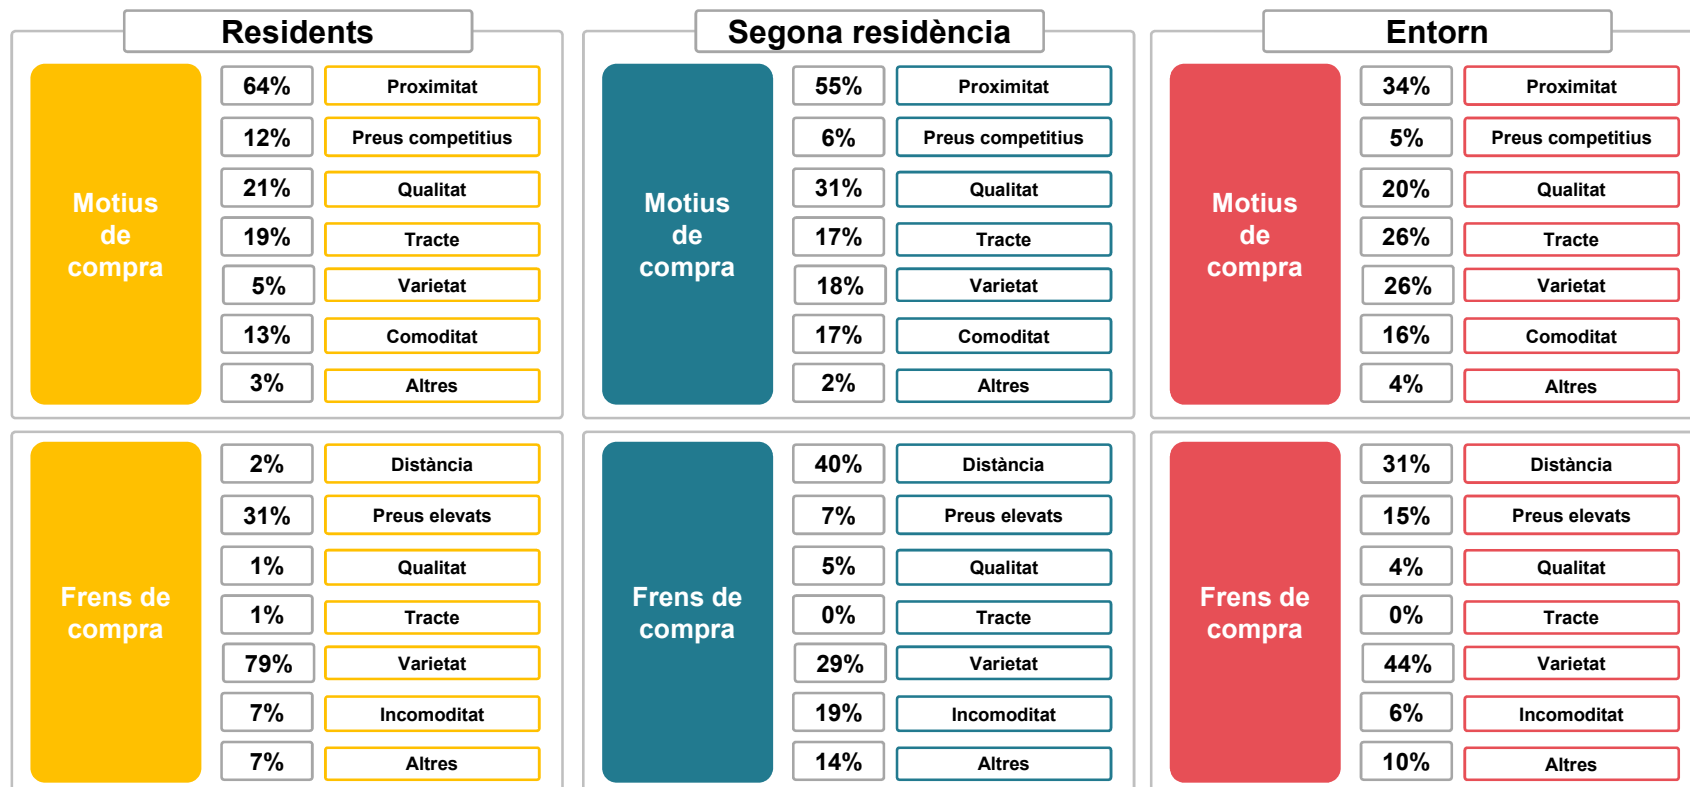 Residents
Motius
de
compra
64% Proximitat
12% Preus competitius
21% Qualitat
19% Tracte
5% Varietat
13% Comoditat
3% Altres
Frens de
compra
2% Distància
31% Preus elevats
1% Qualitat
1% Tracte
79% Varietat
7% Incomoditat
7% Altres
Segona residència
Motius
de
compra
55% Proximitat
6% Preus competitius
31% Qualitat
17% Tracte
18% Varietat
17% Comoditat
2% Altres
Frens de
compra
40% Distància
7% Preus elevats
5% Qualitat
0% Tracte
29% Varietat
19% Incomoditat
14% Altres
Entorn
Motius
de
compra
34% Proximitat
5% Preus competitius
20% Qualitat
26% Tracte
26% Varietat
16% Comoditat
4% Altres
Frens de
compra
31% Distància
15% Preus elevats
4% Qualitat
0% Tracte
44% Varietat
6% Incomoditat
10% Altres